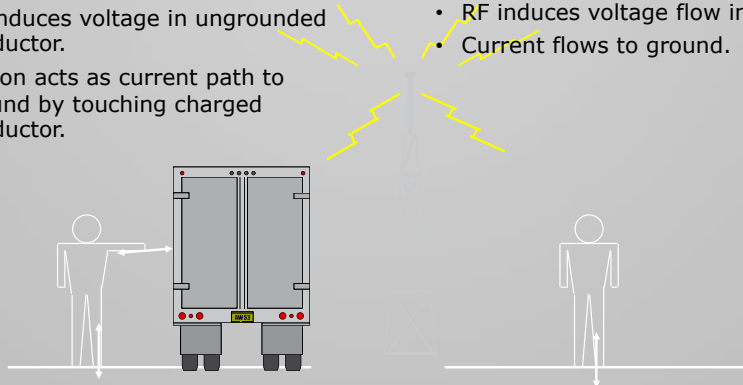 nduces voltage in ungrounded
ductor.
on acts as current path to
und by touching charged
ductor.
• RF induces voltage flow in
• Current flows to ground.
AW53